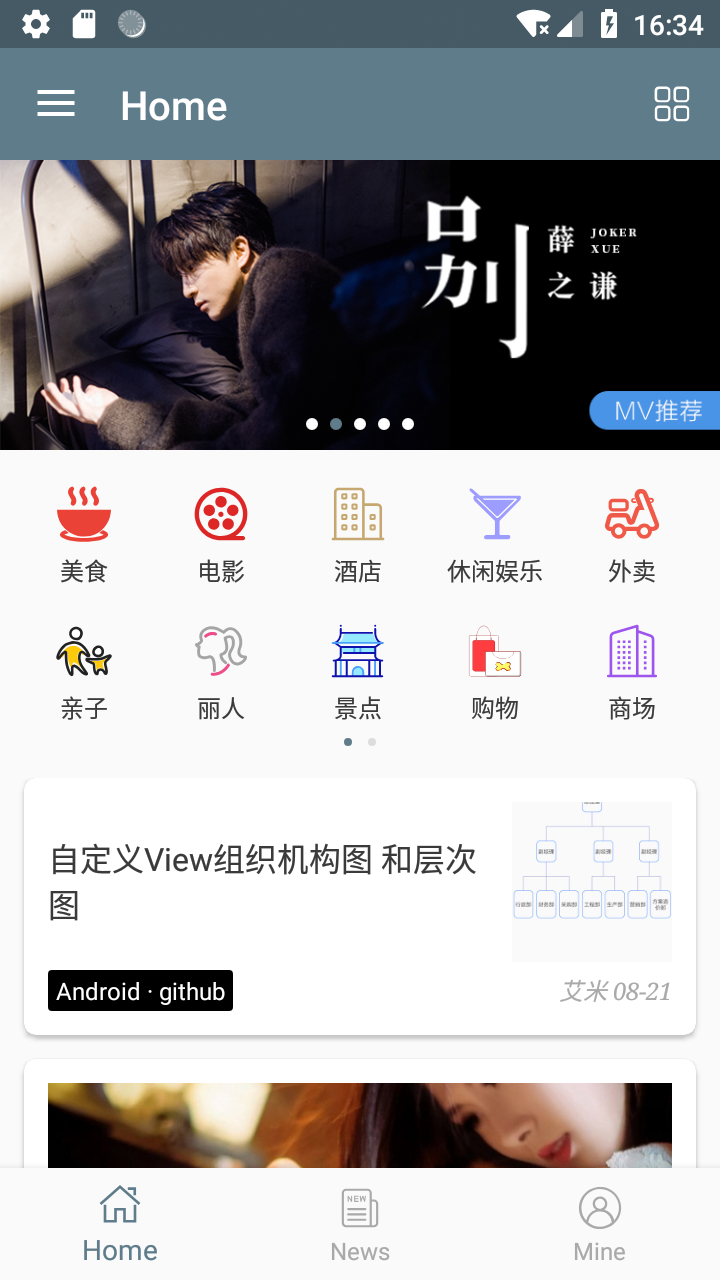 16:34
Home
别
薛之谦
JOKER
XUE
MV推荐
美食
电影
酒店
休闲娱乐
外卖
亲子
丽人
景点
购物
商场
自定义View组织机构图 和层次
图
Android · github
艾米 08-21
NEW
Home
News
Mine